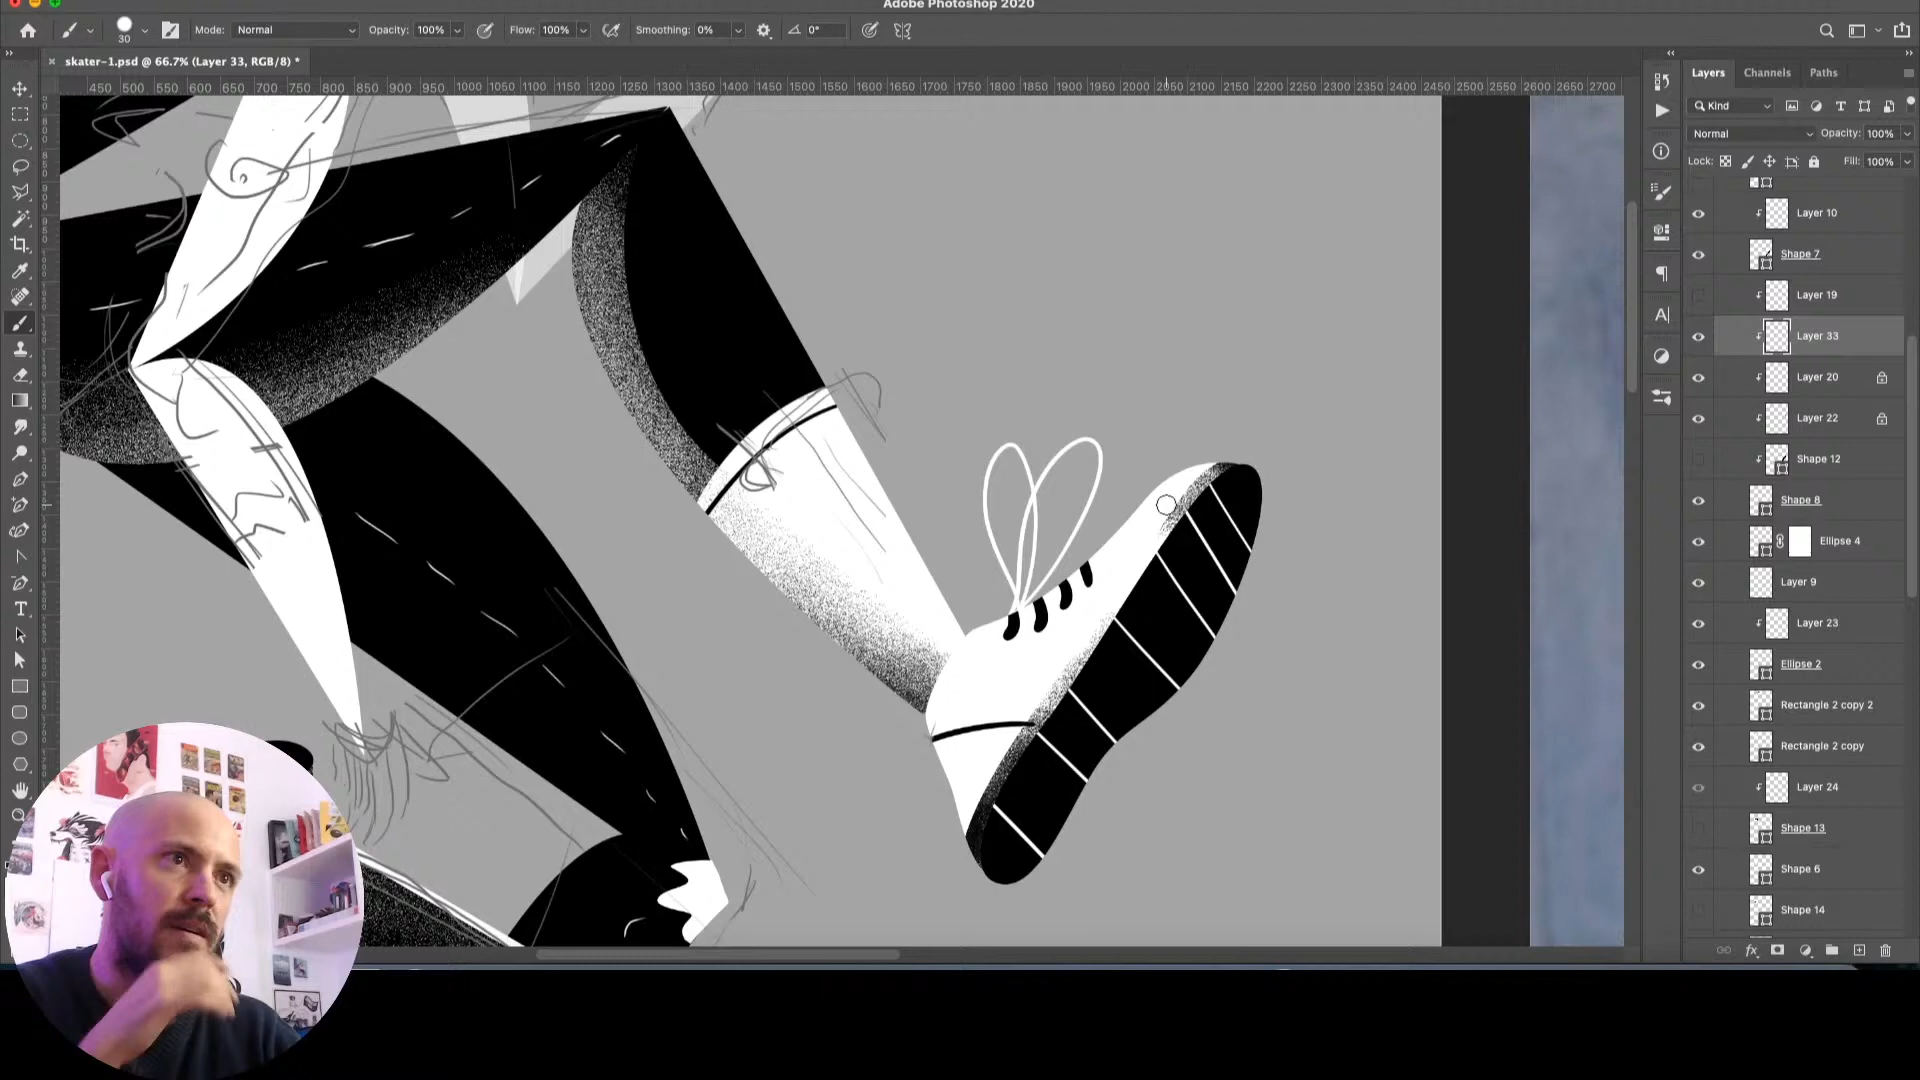 Adobe Photoshop 2020
30
Mode: Normal
Opacity: 100%
Flow: 100%
Smoothing: 0%
0°
skater-1.psd @ 66.7% (Layer 33, RGB/8) *
450 500 550 600 650 700 750 800 850 900 950 1000 1050 1100 1150 1200 1250 1300 1350 1400 1450 1500 1550 1600 1650 1700 1750 1800 1850 1900 1950 2000 2050 2100 2150 2200 2250 2300 2350 2400 2450 2500 2550 2600 2650 2700
Layers Channels Paths
Kind
Normal
Opacity: 100%
Lock:
Fill: 100%
Layer 10
Shape 7
Layer 19
Layer 33
Layer 20
Layer 22
Shape 12
Shape 8
Ellipse 4
Layer 9
Layer 23
Ellipse 2
Rectangle 2 copy 2
Rectangle 2 copy
Layer 24
Shape 13
Shape 6
Shape 14